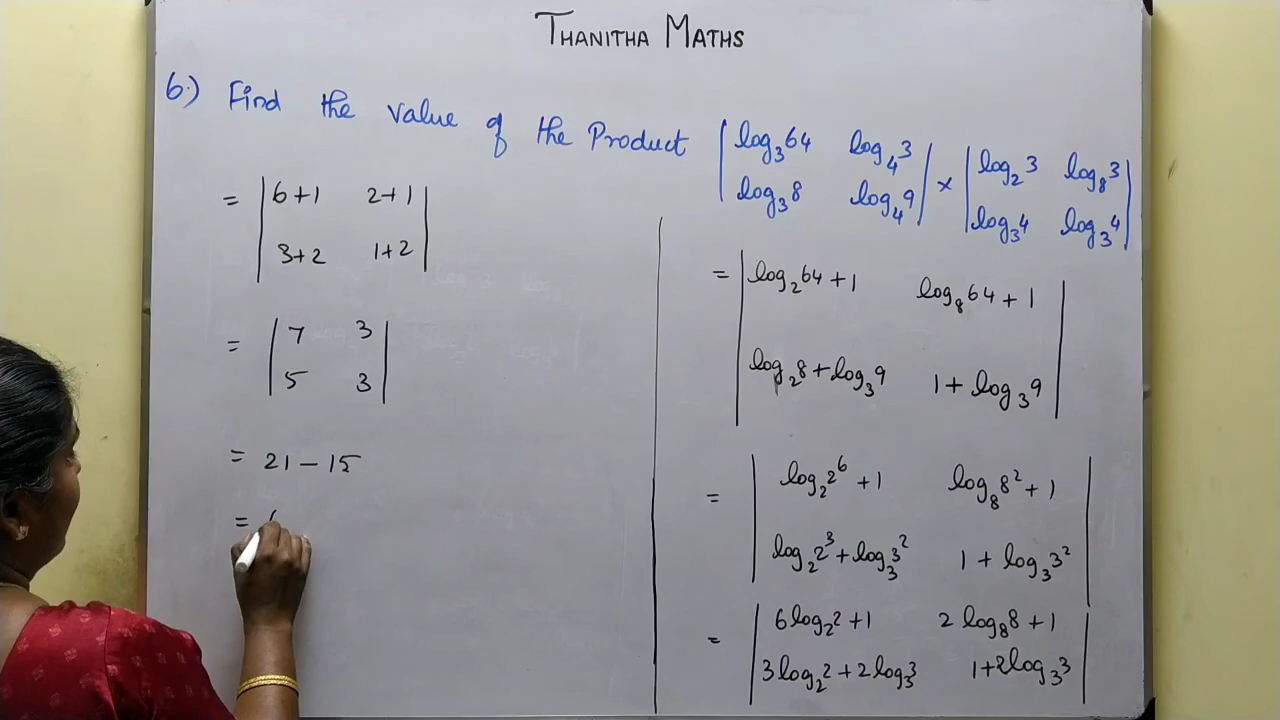 THANITHA MATHS
6.) Find the value of the Product | log₃64 log₄3 | × | log₂3 log₈3 |
| log₃8 log₄9 | | log₃4 log₃4 |
= | log₂64 + 1 log₈64 + 1 |
| log₂8 + log₃9 1 + log₃9 |
= | log₂2⁶ + 1 log₈8² + 1 |
| log₂2³ + log₃3² 1 + log₃3² |
= | 6log₂2 + 1 2 log₈8 + 1 |
| 3log₂2 + 2log₃3 1 + 2log₃3 |
= | 6+1 2+1 |
| 3+2 1+2 |
= | 7 3 |
| 5 3 |
= 21 - 15
=